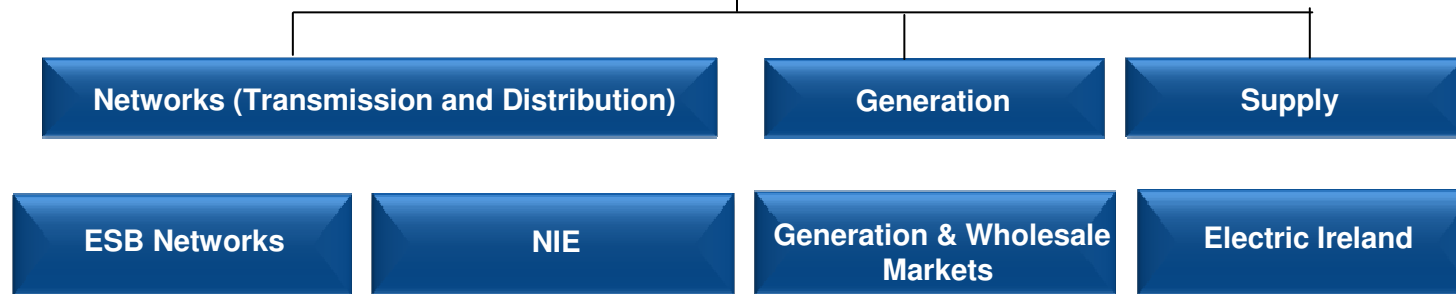 Networks (Transmission and Distribution)
Generation
Supply
ESB Networks
NIE
Generation & Wholesale
Markets
Electric Ireland